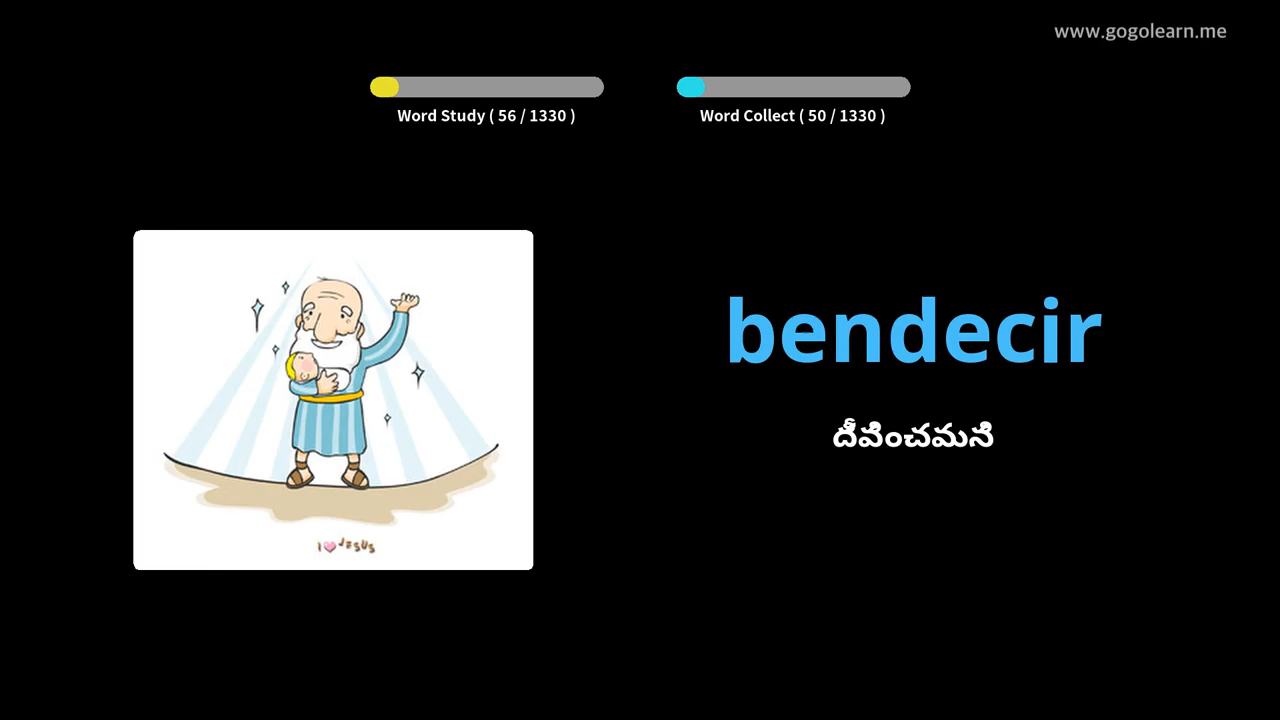 www.gogolearn.me
Word Study ( 56 / 1330 )
Word Collect ( 50 / 1330 )
bendecir
దీవించమని
I JESUS